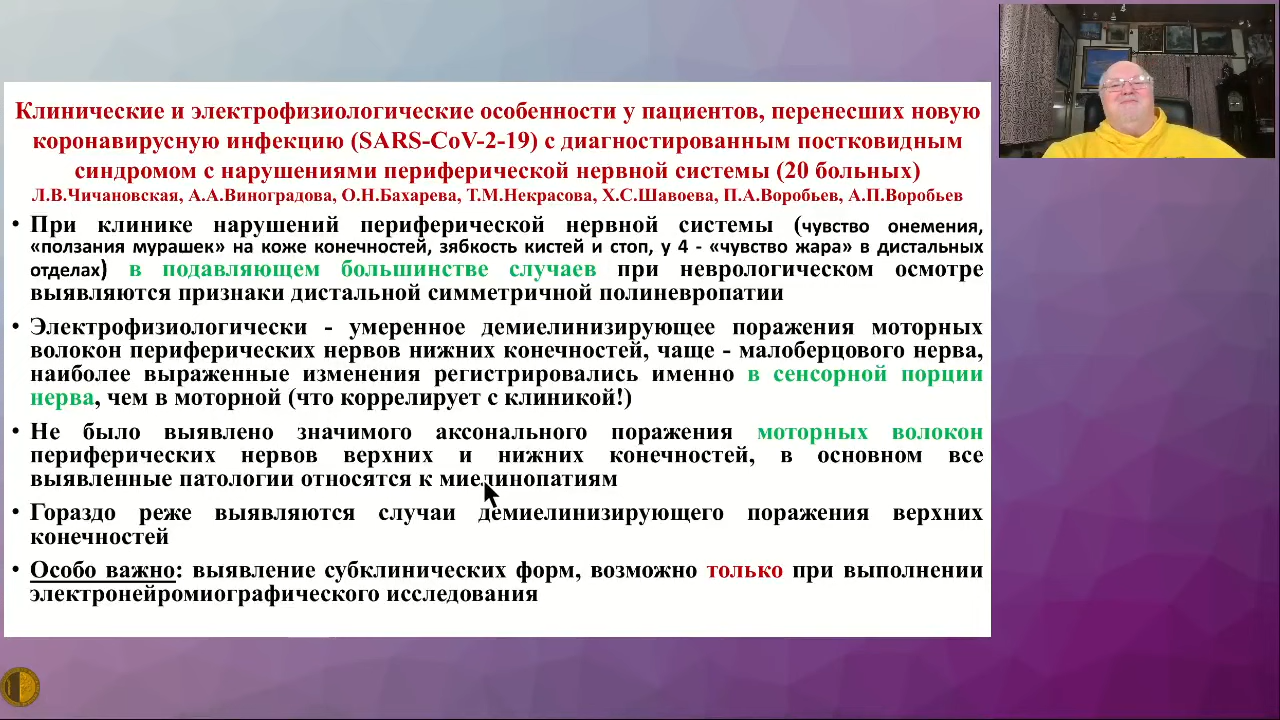 Клинические и электрофизиологические особенности у пациентов, перенесших новую
коронавирусную инфекцию (SARS-CoV-2-19) с диагностированным постковидным
синдромом с нарушениями периферической нервной системы (20 больных)
Л.В.Чичановская, А.А.Виноградова, О.Н.Бахарева, Т.М.Некрасова, Х.С.Шавоева, П.А.Воробьев, А.П.Воробьев
• При клинике нарушений периферической нервной системы (чувство онемения,
«ползания мурашек» на коже конечностей, зябкость кистей и стоп, у 4 - «чувство жара» в дистальных
отделах) в подавляющем большинстве случаев при неврологическом осмотре
выявляются признаки дистальной симметричной полиневропатии
• Электрофизиологически - умеренное демиелинизирующее поражения моторных
волокон периферических нервов нижних конечностей, чаще - малоберцового нерва,
наиболее выраженные изменения регистрировались именно в сенсорной порции
нерва, чем в моторной (что коррелирует с клиникой!)
• Не было выявлено значимого аксонального поражения моторных волокон
периферических нервов верхних и нижних конечностей, в основном все
выявленные патологии относятся к миелинопатиям
• Гораздо реже выявляются случаи демиелинизирующего поражения верхних
конечностей
• Особо важно: выявление субклинических форм, возможно только при выполнении
электронейромиографического исследования